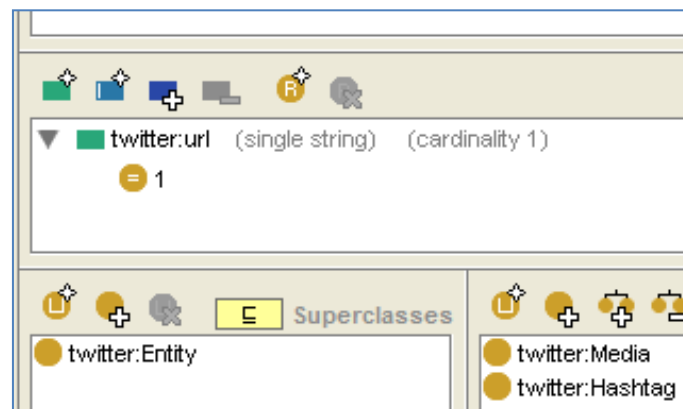 R
twitter:url (single string) (cardinality 1)
= 1
⊑ Superclasses
twitter:Entity
twitter:Media
twitter:Hashtag